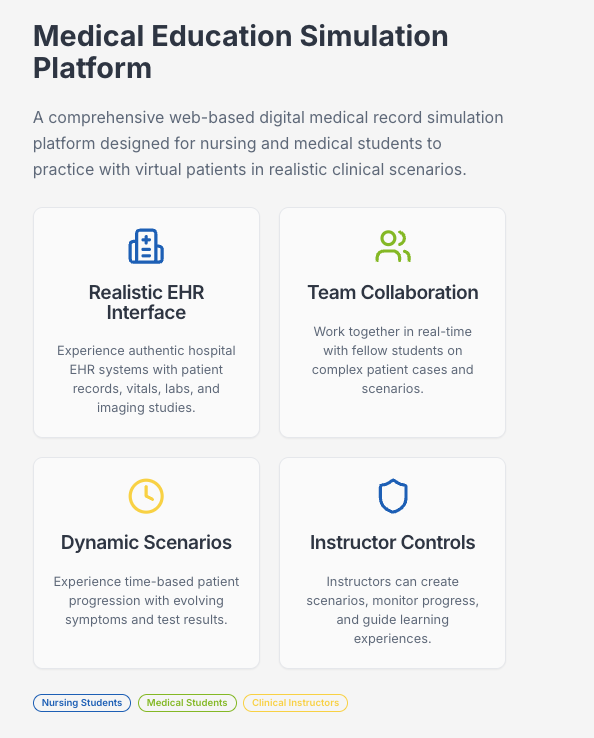 Medical Education Simulation
Platform
A comprehensive web-based digital medical record simulation
platform designed for nursing and medical students to
practice with virtual patients in realistic clinical scenarios.
Realistic EHR
Interface
Experience authentic hospital
EHR systems with patient
records, vitals, labs, and
imaging studies.
Team Collaboration
Work together in real-time
with fellow students on
complex patient cases and
scenarios.
Dynamic Scenarios
Experience time-based patient
progression with evolving
symptoms and test results.
Instructor Controls
Instructors can create
scenarios, monitor progress,
and guide learning
experiences.
Nursing Students
Medical Students
Clinical Instructors